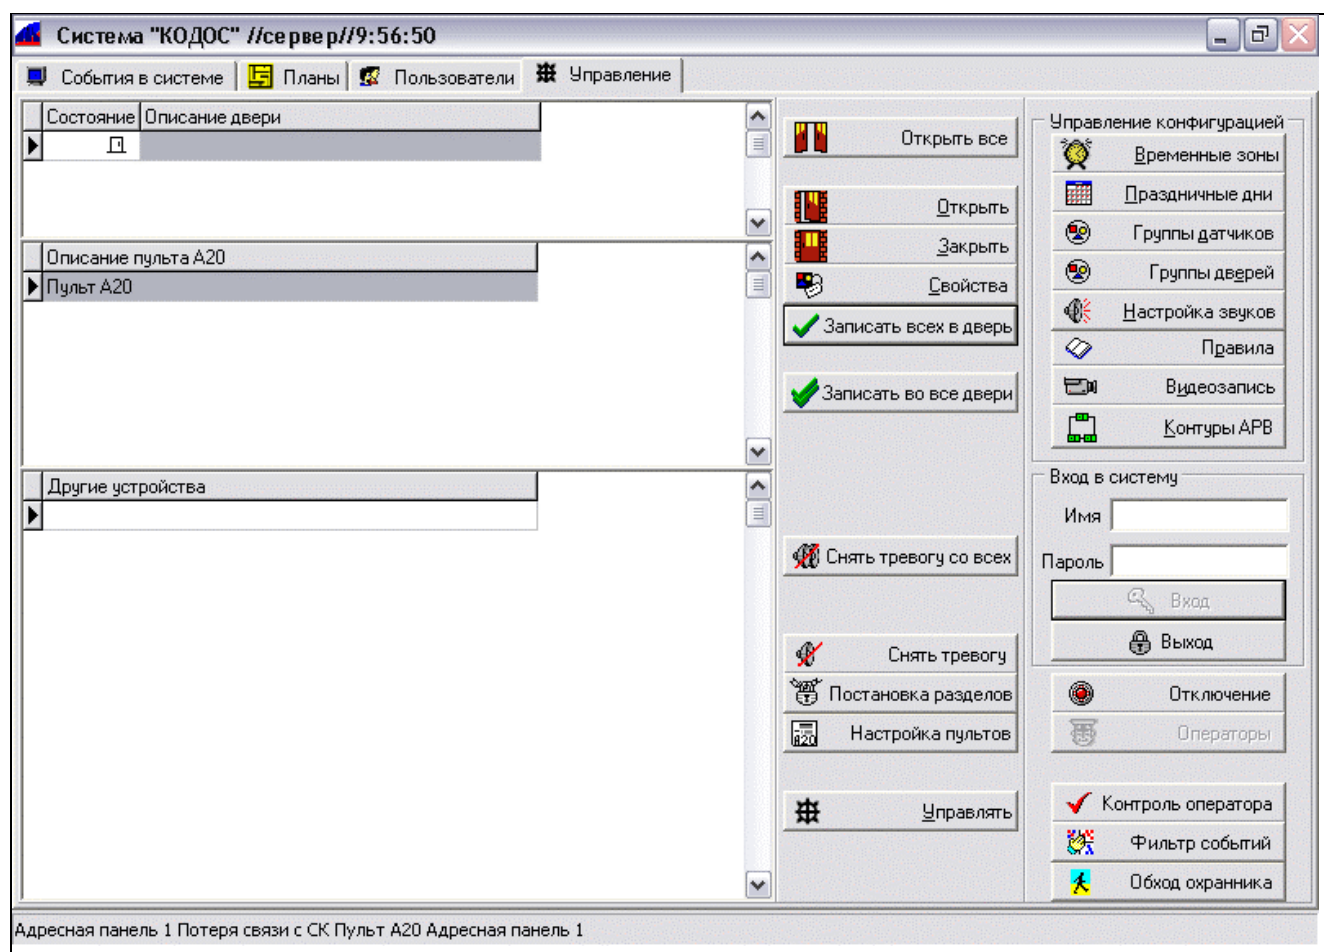 Система "КОДОС" //сервер//9:56:50
События в системе
Планы
Пользователи
Управление
Состояние Описание двери
Описание пульта А20
Пульт А20
Другие устройства
Открыть все
Открыть
Закрыть
Свойства
Записать всех в дверь
Записать во все двери
Снять тревогу со всех
Снять тревогу
Постановка разделов
A20
Настройка пультов
Управлять
Управление конфигурацией
Временные зоны
Праздничные дни
Группы датчиков
Группы дверей
Настройка звуков
Правила
Видеозапись
Контуры АРВ
Вход в систему
Имя
Пароль
Вход
Выход
Отключение
Операторы
Контроль оператора
Фильтр событий
Обход охранника
Адресная панель 1 Потеря связи с СК Пульт А20 Адресная панель 1